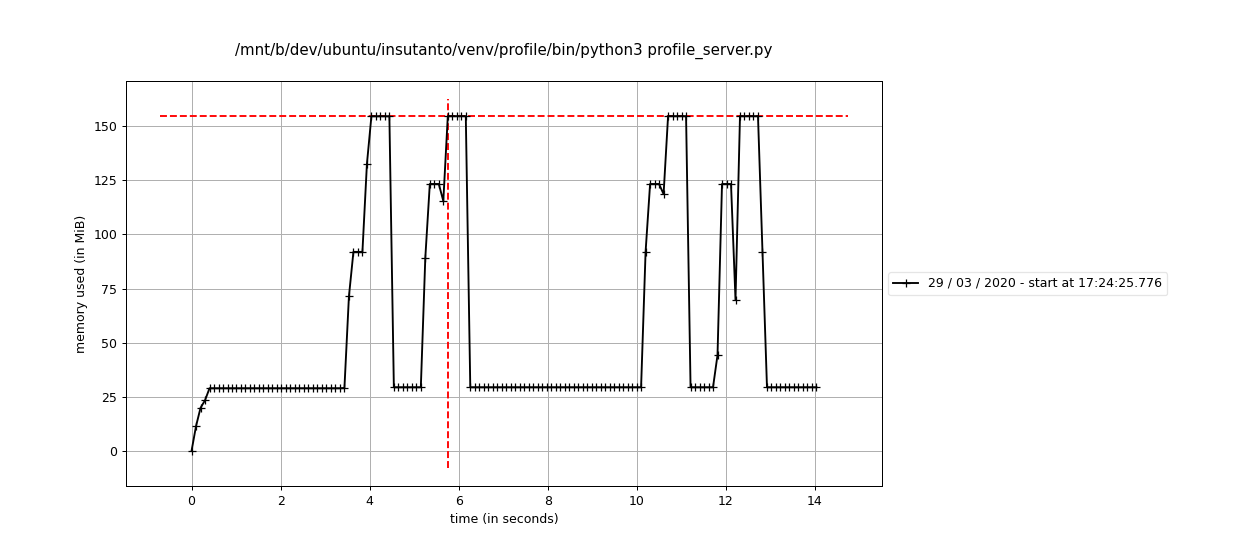 /mnt/b/dev/ubuntu/insutanto/venv/profile/bin/python3 profile_server.py
150
125
100
75
50
25
0
memory used (in MiB)
0 2 4 6 8 10 12 14
time (in seconds)
29 / 03 / 2020 - start at 17:24:25.776